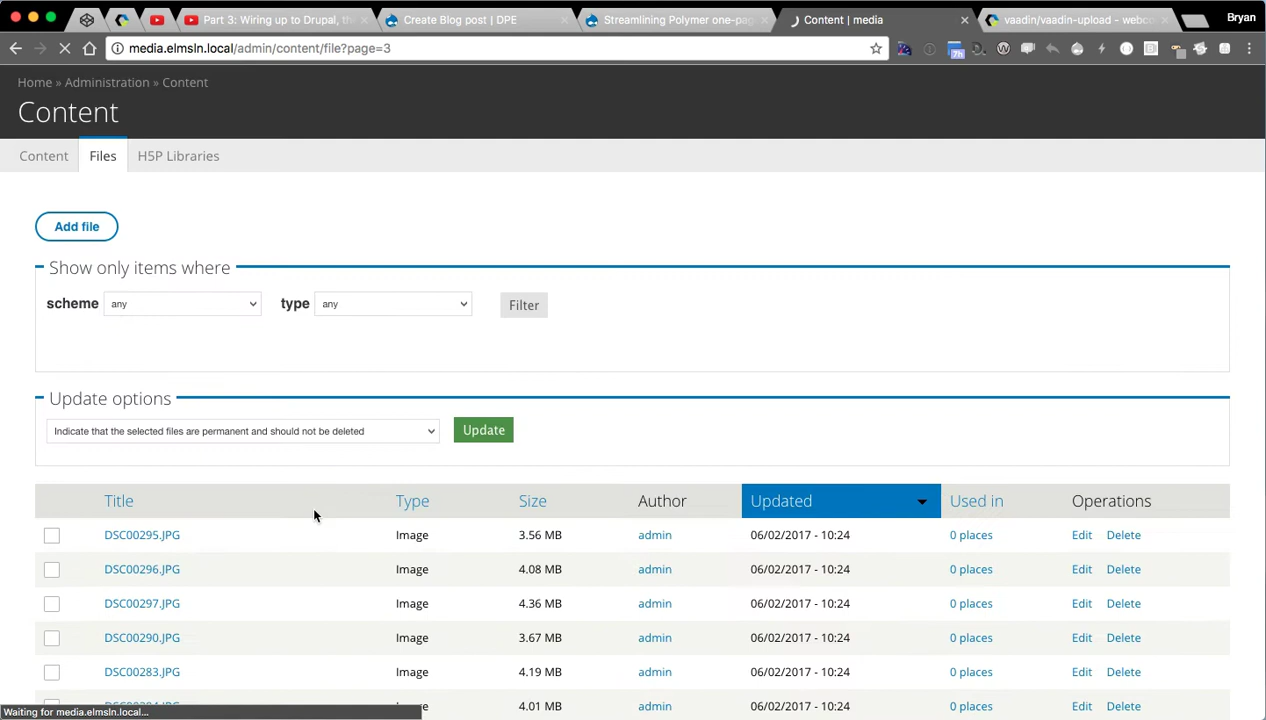 Part 3: Wiring up to Drupal, th
Create Blog post | DPE
Streamlining Polymer one-pag
Content | media
vaadin/vaadin-upload - webco
Bryan
media.elmsln.local/admin/content/file?page=3
7h
Home » Administration » Content
Content
Content Files H5P Libraries
Add file
Show only items where
scheme any type any Filter
Update options
Indicate that the selected files are permanent and should not be deleted Update
Title Type Size Author Updated Used in Operations
DSC00295.JPG Image 3.56 MB admin 06/02/2017 - 10:24 0 places Edit Delete
DSC00296.JPG Image 4.08 MB admin 06/02/2017 - 10:24 0 places Edit Delete
DSC00297.JPG Image 4.36 MB admin 06/02/2017 - 10:24 0 places Edit Delete
DSC00290.JPG Image 3.67 MB admin 06/02/2017 - 10:24 0 places Edit Delete
DSC00283.JPG Image 4.19 MB admin 06/02/2017 - 10:24 0 places Edit Delete
4.01 MB admin 06/02/2017 - 10:24 0 places Edit Delete
Waiting for media.elmsln.local...